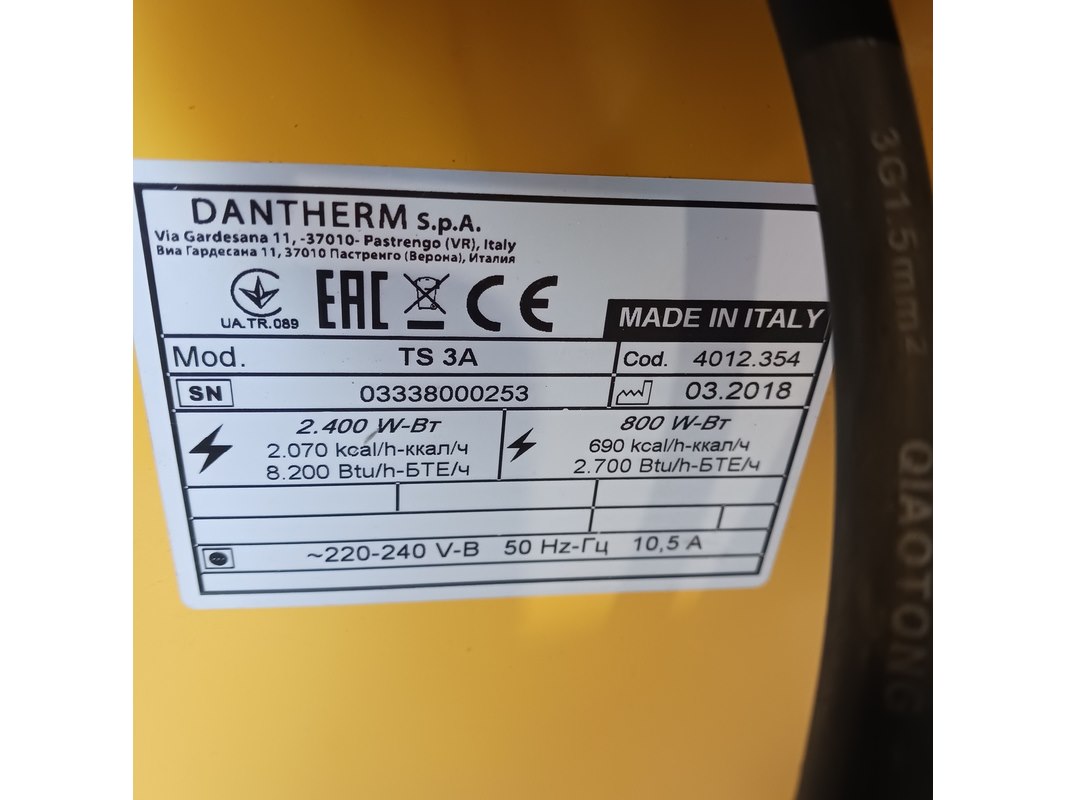 DANTHERM S.p.A.
Via Gardesana 11, -37010- Pastrengo (VR), Italy
Виа Гардесана 11, 37010 Пастренго (Верона), Италия
UA.TR.089
EAC
CE
MADE IN ITALY
Mod. TS 3A Cod. 4012.354
SN 03338000253 03.2018
2.400 W-Вт 800 W-Вт
2.070 kcal/h-ккал/ч 690 kcal/h-ккал/ч
8.200 Btu/h-БТЕ/ч 2.700 Btu/h-БТЕ/ч
~220-240 V-В 50 Hz-Гц 10,5 A
3G1.5mm2
QIAOTONG